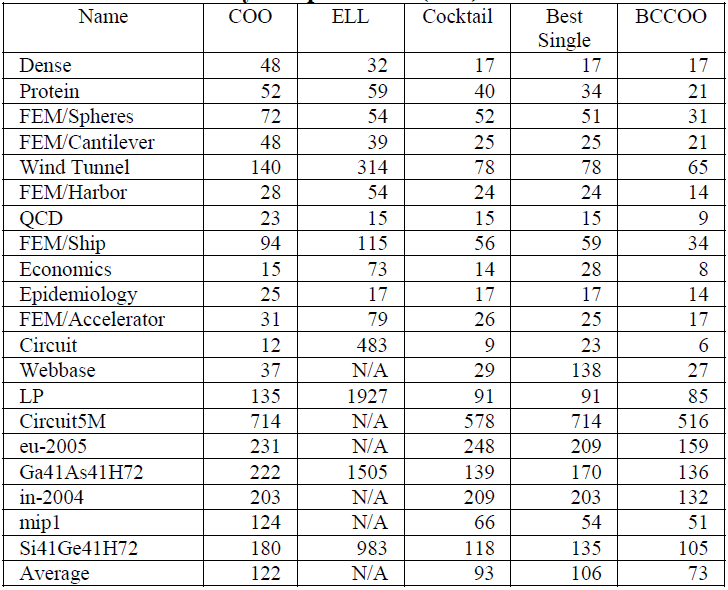 Name COO ELL Cocktail Best Single BCCOO
Dense 48 32 17 17 17
Protein 52 59 40 34 21
FEM/Spheres 72 54 52 51 31
FEM/Cantilever 48 39 25 25 21
Wind Tunnel 140 314 78 78 65
FEM/Harbor 28 54 24 24 14
QCD 23 15 15 15 9
FEM/Ship 94 115 56 59 34
Economics 15 73 14 28 8
Epidemiology 25 17 17 17 14
FEM/Accelerator 31 79 26 25 17
Circuit 12 483 9 23 6
Webbase 37 N/A 29 138 27
LP 135 1927 91 91 85
Circuit5M 714 N/A 578 714 516
eu-2005 231 N/A 248 209 159
Ga41As41H72 222 1505 139 170 136
in-2004 203 N/A 209 203 132
mip1 124 N/A 66 54 51
Si41Ge41H72 180 983 118 135 105
Average 122 N/A 93 106 73